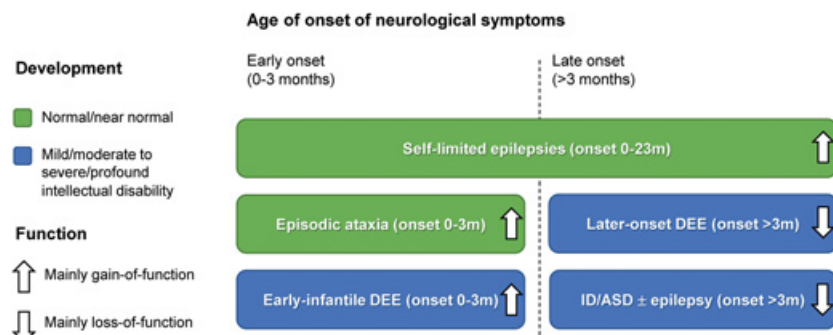 Age of onset of neurological symptoms
Development
Early onset
(0-3 months)
Late onset
(>3 months)
Normal/near normal
Mild/moderate to
severe/profound
intellectual disability
Self-limited epilepsies (onset 0-23m)
Episodic ataxia (onset 0-3m)
Later-onset DEE (onset >3m)
Function
Mainly gain-of-function
Early-infantile DEE (onset 0-3m)
ID/ASD ± epilepsy (onset >3m)
Mainly loss-of-function